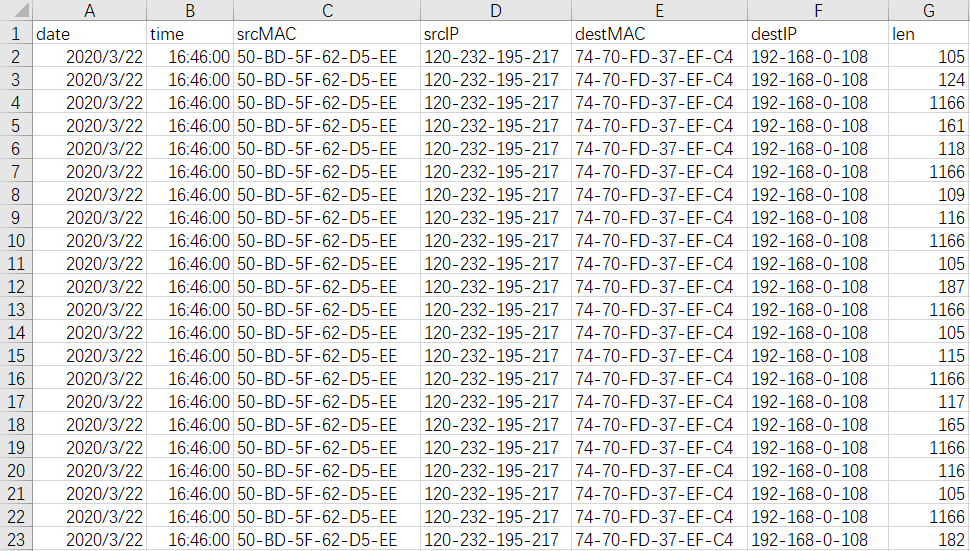 A B C D E F G
1 date time srcMAC srcIP destMAC destIP len
2 2020/3/22 16:46:00 50-BD-5F-62-D5-EE 120-232-195-217 74-70-FD-37-EF-C4 192-168-0-108 105
3 2020/3/22 16:46:00 50-BD-5F-62-D5-EE 120-232-195-217 74-70-FD-37-EF-C4 192-168-0-108 124
4 2020/3/22 16:46:00 50-BD-5F-62-D5-EE 120-232-195-217 74-70-FD-37-EF-C4 192-168-0-108 1166
5 2020/3/22 16:46:00 50-BD-5F-62-D5-EE 120-232-195-217 74-70-FD-37-EF-C4 192-168-0-108 161
6 2020/3/22 16:46:00 50-BD-5F-62-D5-EE 120-232-195-217 74-70-FD-37-EF-C4 192-168-0-108 118
7 2020/3/22 16:46:00 50-BD-5F-62-D5-EE 120-232-195-217 74-70-FD-37-EF-C4 192-168-0-108 1166
8 2020/3/22 16:46:00 50-BD-5F-62-D5-EE 120-232-195-217 74-70-FD-37-EF-C4 192-168-0-108 109
9 2020/3/22 16:46:00 50-BD-5F-62-D5-EE 120-232-195-217 74-70-FD-37-EF-C4 192-168-0-108 116
10 2020/3/22 16:46:00 50-BD-5F-62-D5-EE 120-232-195-217 74-70-FD-37-EF-C4 192-168-0-108 1166
11 2020/3/22 16:46:00 50-BD-5F-62-D5-EE 120-232-195-217 74-70-FD-37-EF-C4 192-168-0-108 105
12 2020/3/22 16:46:00 50-BD-5F-62-D5-EE 120-232-195-217 74-70-FD-37-EF-C4 192-168-0-108 187
13 2020/3/22 16:46:00 50-BD-5F-62-D5-EE 120-232-195-217 74-70-FD-37-EF-C4 192-168-0-108 1166
14 2020/3/22 16:46:00 50-BD-5F-62-D5-EE 120-232-195-217 74-70-FD-37-EF-C4 192-168-0-108 105
15 2020/3/22 16:46:00 50-BD-5F-62-D5-EE 120-232-195-217 74-70-FD-37-EF-C4 192-168-0-108 115
16 2020/3/22 16:46:00 50-BD-5F-62-D5-EE 120-232-195-217 74-70-FD-37-EF-C4 192-168-0-108 1166
17 2020/3/22 16:46:00 50-BD-5F-62-D5-EE 120-232-195-217 74-70-FD-37-EF-C4 192-168-0-108 117
18 2020/3/22 16:46:00 50-BD-5F-62-D5-EE 120-232-195-217 74-70-FD-37-EF-C4 192-168-0-108 165
19 2020/3/22 16:46:00 50-BD-5F-62-D5-EE 120-232-195-217 74-70-FD-37-EF-C4 192-168-0-108 1166
20 2020/3/22 16:46:00 50-BD-5F-62-D5-EE 120-232-195-217 74-70-FD-37-EF-C4 192-168-0-108 116
21 2020/3/22 16:46:00 50-BD-5F-62-D5-EE 120-232-195-217 74-70-FD-37-EF-C4 192-168-0-108 105
22 2020/3/22 16:46:00 50-BD-5F-62-D5-EE 120-232-195-217 74-70-FD-37-EF-C4 192-168-0-108 1166
23 2020/3/22 16:46:00 50-BD-5F-62-D5-EE 120-232-195-217 74-70-FD-37-EF-C4 192-168-0-108 182